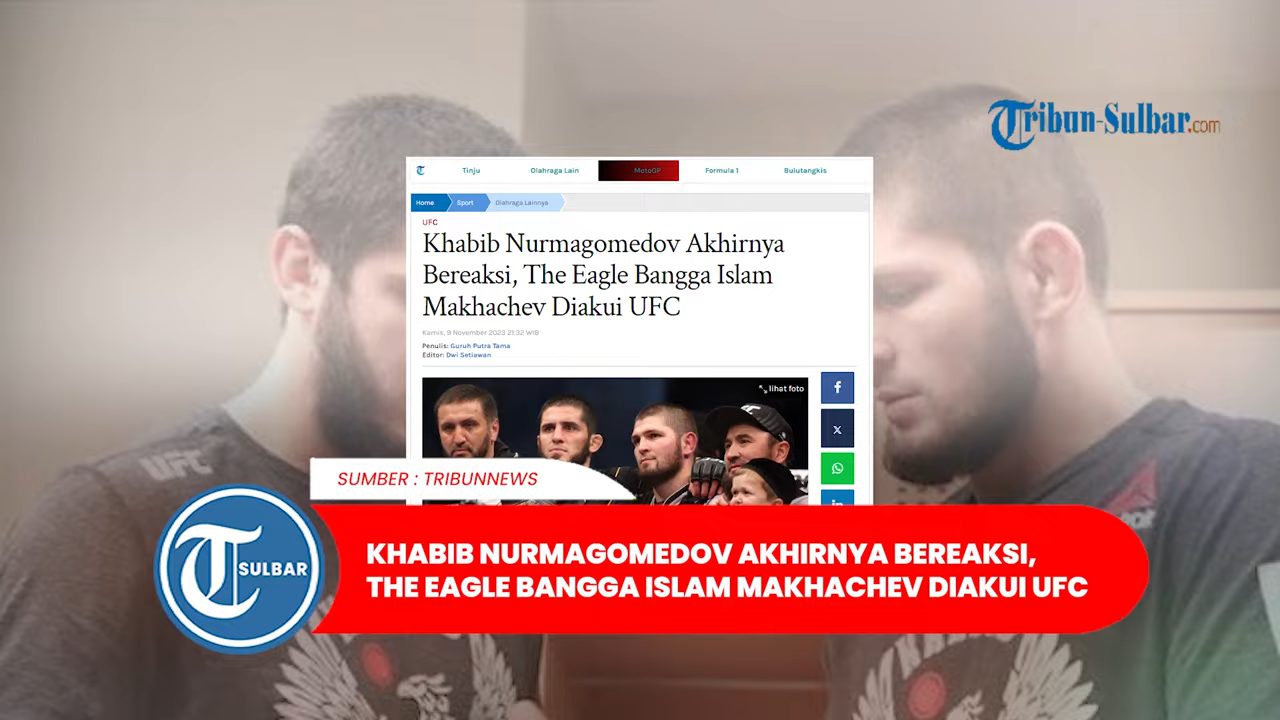 Tribun-Sulbar.com
Tinju Olahraga Lain MotoGP Formula 1 Bulutangkis
Home Sport Olahraga Lainnya
UFC
Khabib Nurmagomedov Akhirnya
Bereaksi, The Eagle Bangga Islam
Makhachev Diakui UFC
Kamis, 9 November 2023 21:32 WIB
Penulis: Guruh Putra Tama
Editor: Dwi Setiawan
lihat foto
UFC
SUMBER : TRIBUNNEWS
T SULBAR
KHABIB NURMAGOMEDOV AKHIRNYA BEREAKSI,
THE EAGLE BANGGA ISLAM MAKHACHEV DIAKUI UFC